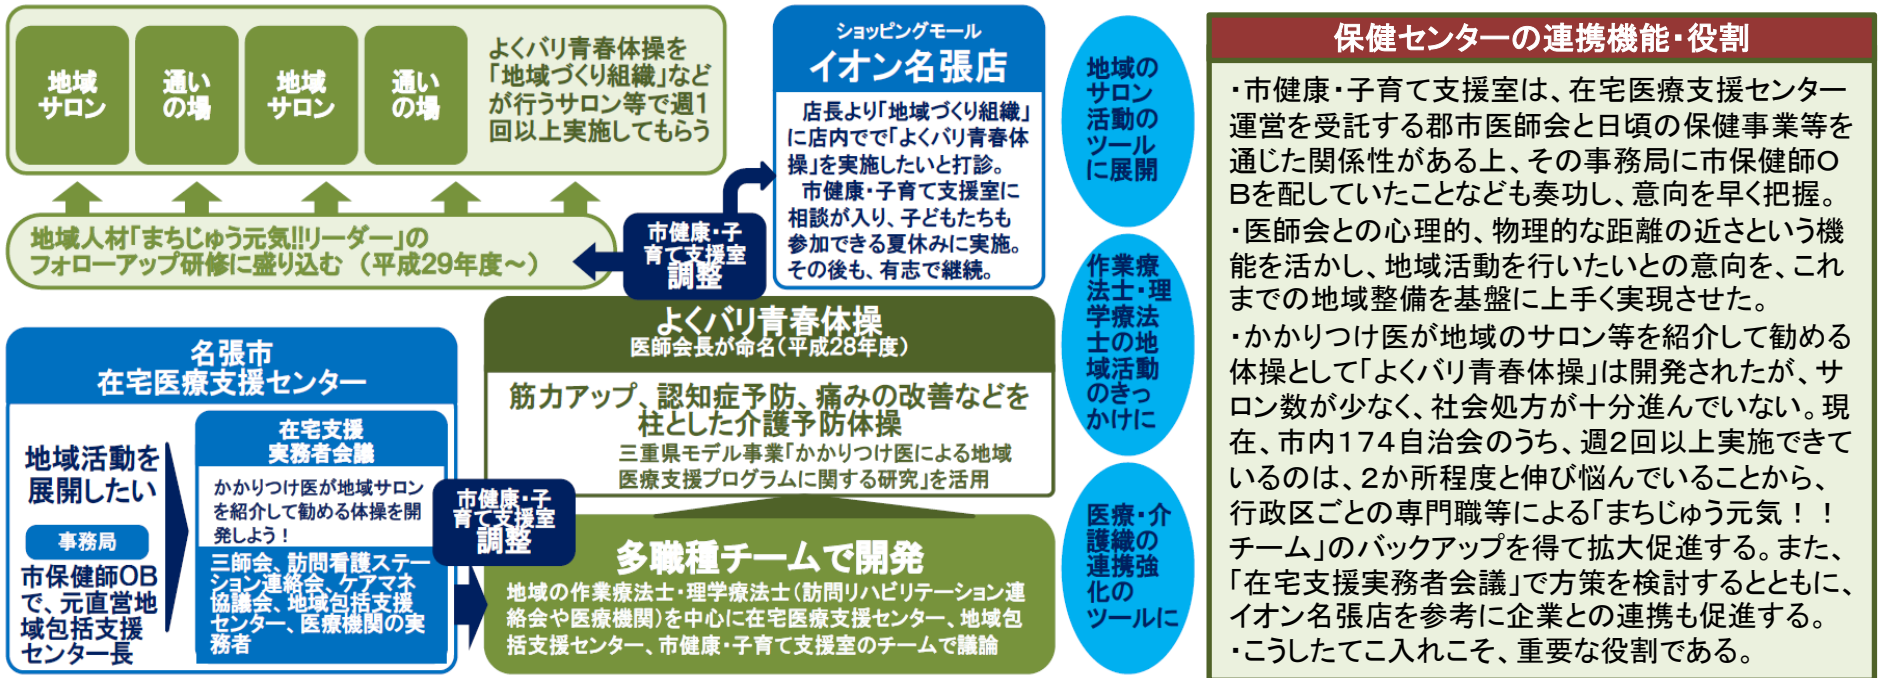 地域
サロン
通い
の場
地域
サロン
通い
の場
よくバリ青春体操を
「地域づくり組織」など
が行うサロン等で週1
回以上実施してもらう
地域人材「まちじゅう元気!!リーダー」の
フォローアップ研修に盛り込む（平成29年度～）
市健康・子
育て支援室
調整
ショッピングモール
イオン名張店
店長より「地域づくり組織」
に店内でで「よくバリ青春体
操」を実施したいと打診。
市健康・子育て支援室に
相談が入り、子どもたちも
参加できる夏休みに実施。
その後も、有志で継続。
名張市
在宅医療支援センター
地域活動を
展開したい
事務局
市保健師OB
で、元直営地
域包括支援
センター長
在宅支援
実務者会議
かかりつけ医が地域サロン
を紹介して勧める体操を開
発しよう！
三師会、訪問看護ステー
ション連絡会、ケアマネ
協議会、地域包括支援
センター、医療機関の実
務者
市健康・子
育て支援室
調整
よくバリ青春体操
医師会長が命名（平成28年度）
筋力アップ、認知症予防、痛みの改善などを
柱とした介護予防体操
三重県モデル事業「かかりつけ医による地域
医療支援プログラムに関する研究」を活用
多職種チームで開発
地域の作業療法士・理学療法士（訪問リハビリテーション連
絡会や医療機関）を中心に在宅医療支援センター、地域包
括支援センター、市健康・子育て支援室のチームで議論
地域の
サロン
活動の
ツール
に展開
作業療
法士・理
学療法
士の地
域活動
のきっ
かけに
医療・介
護織の
連携強
化の
ツールに
保健センターの連携機能・役割
・市健康・子育て支援室は、在宅医療支援センター
運営を受託する郡市医師会と日頃の保健事業等を
通じた関係性がある上、その事務局に市保健師O
Bを配していたことなども奏功し、意向を早く把握。
・医師会との心理的、物理的な距離の近さという機
能を活かし、地域活動を行いたいとの意向を、これ
までの地域整備を基盤に上手く実現させた。
・かかりつけ医が地域のサロン等を紹介して勧める
体操として「よくバリ青春体操」は開発されたが、サ
ロン数が少なく、社会処方が十分進んでいない。現
在、市内174自治会のうち、週2回以上実施できて
いるのは、2か所程度と伸び悩んでいることから、
行政区ごとの専門職等による「まちじゅう元気！！
チーム」のバックアップを得て拡大促進する。また、
「在宅支援実務者会議」で方策を検討するとともに、
イオン名張店を参考に企業との連携も促進する。
・こうしたてこ入れこそ、重要な役割である。